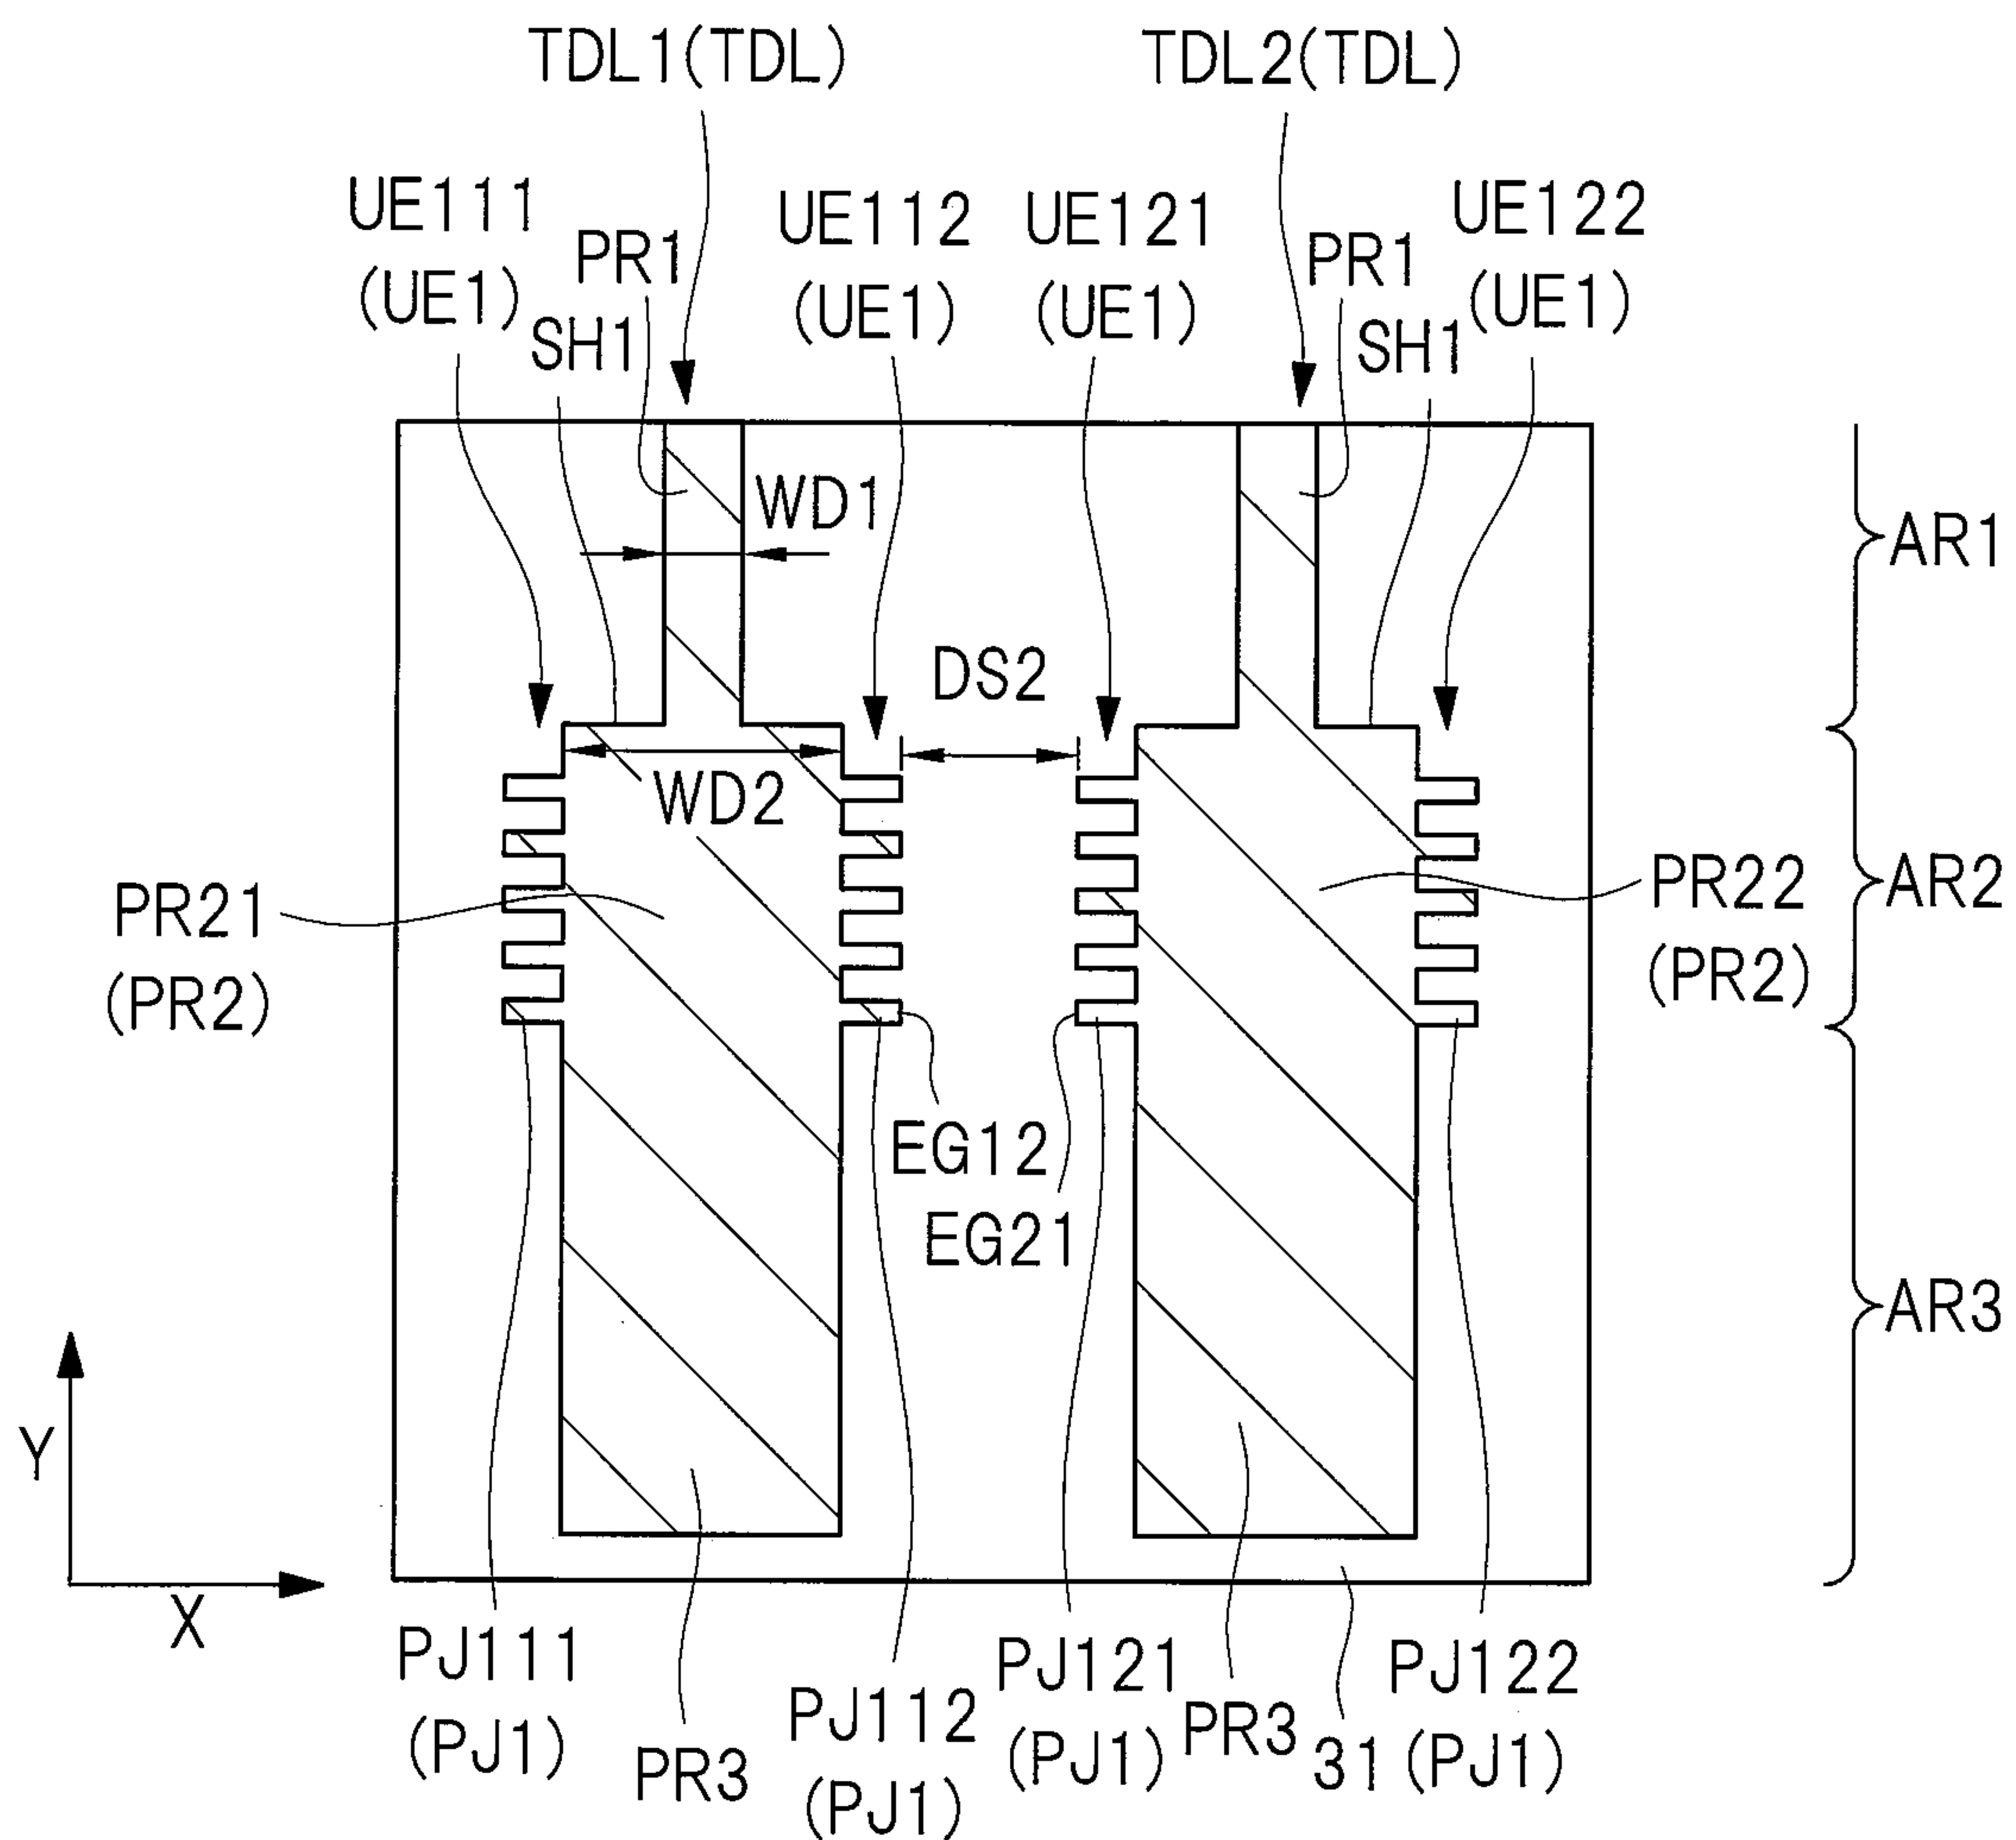 TDL1(TDL)
TDL2(TDL)
UE111
(UE1)
PR1
SH1
UE112
(UE1)
UE121
(UE1)
PR1
SH1
UE122
(UE1)
WD1
AR1
DS2
WD2
PR21
(PR2)
PR22
(PR2)
AR2
EG12
EG21
AR3
Y
X
PJ111
(PJ1)
PR3
PJ112
(PJ1)
PJ121
(PJ1)
PR3
31
PJ122
(PJ1)